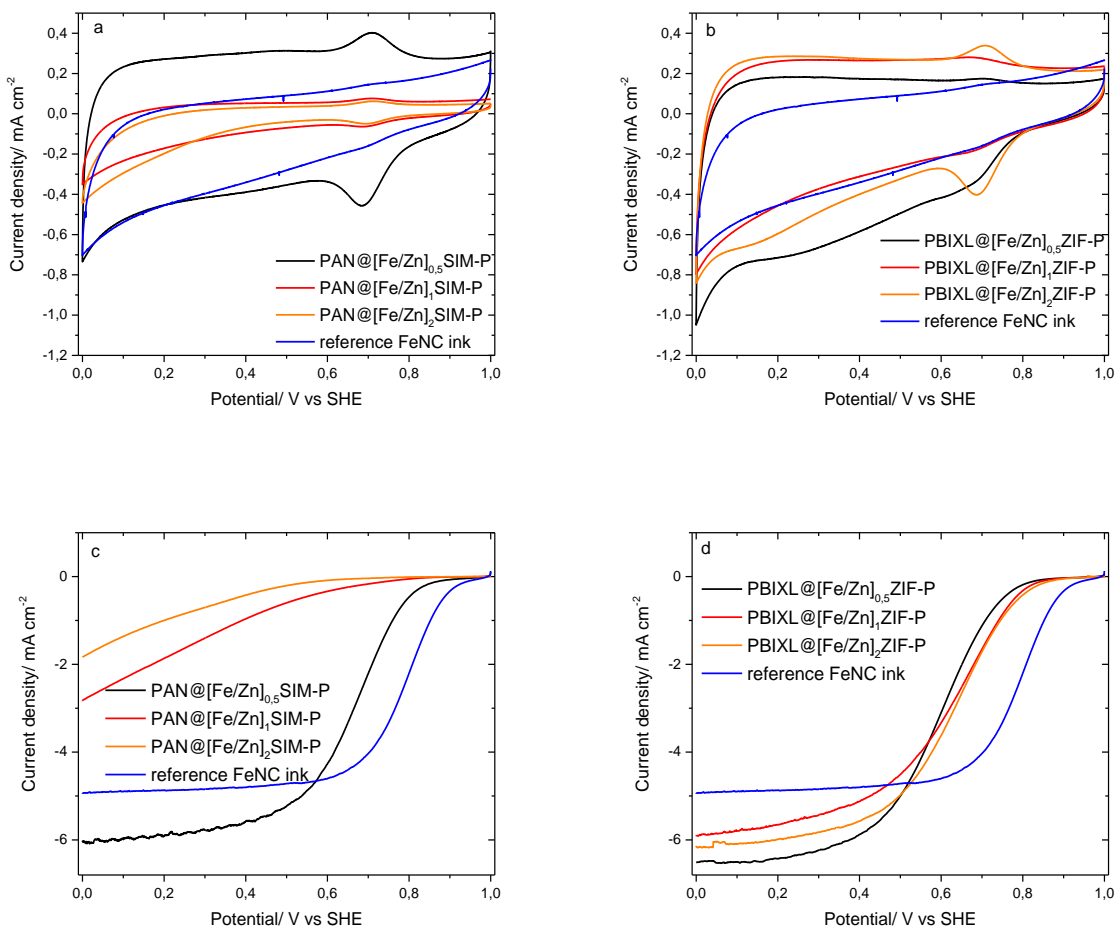 a
0,4
0,2
0,0
-0,2
-0,4
-0,6
-0,8
-1,0
-1,2
Current density/ mA cm-2
PAN@[Fe/Zn]0,5SIM-P
PAN@[Fe/Zn]1SIM-P
PAN@[Fe/Zn]2SIM-P
reference FeNC ink
0,0 0,2 0,4 0,6 0,8 1,0
Potential/ V vs SHE
b
0,4
0,2
0,0
-0,2
-0,4
-0,6
-0,8
-1,0
-1,2
Current density/ mA cm-2
PBIXL@[Fe/Zn]0,5ZIF-P
PBIXL@[Fe/Zn]1ZIF-P
PBIXL@[Fe/Zn]2ZIF-P
reference FeNC ink
0,0 0,2 0,4 0,6 0,8 1,0
Potential/ V vs SHE
c
0
-2
-4
-6
Current density/ mA cm-2
PAN@[Fe/Zn]0,5SIM-P
PAN@[Fe/Zn]1SIM-P
PAN@[Fe/Zn]2SIM-P
reference FeNC ink
0,0 0,2 0,4 0,6 0,8 1,0
Potential/ V vs SHE
d
0
-2
-4
-6
Current density/ mA cm-2
PBIXL@[Fe/Zn]0,5ZIF-P
PBIXL@[Fe/Zn]1ZIF-P
PBIXL@[Fe/Zn]2ZIF-P
reference FeNC ink
0,0 0,2 0,4 0,6 0,8 1,0
Potential/ V vs SHE